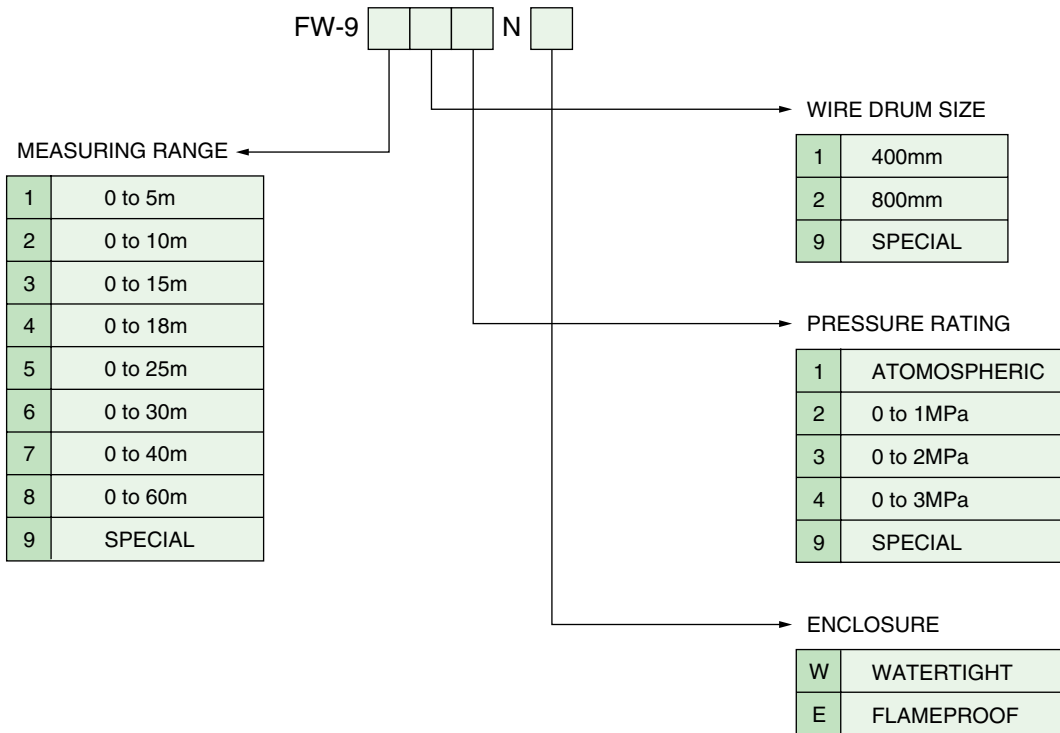 FW-9 N
WIRE DRUM SIZE
1 400mm
2 800mm
9 SPECIAL
MEASURING RANGE
1 0 to 5m
2 0 to 10m
3 0 to 15m
4 0 to 18m
5 0 to 25m
6 0 to 30m
7 0 to 40m
8 0 to 60m
9 SPECIAL
PRESSURE RATING
1 ATOMOSPHERIC
2 0 to 1MPa
3 0 to 2MPa
4 0 to 3MPa
9 SPECIAL
ENCLOSURE
W WATERTIGHT
E FLAMEPROOF